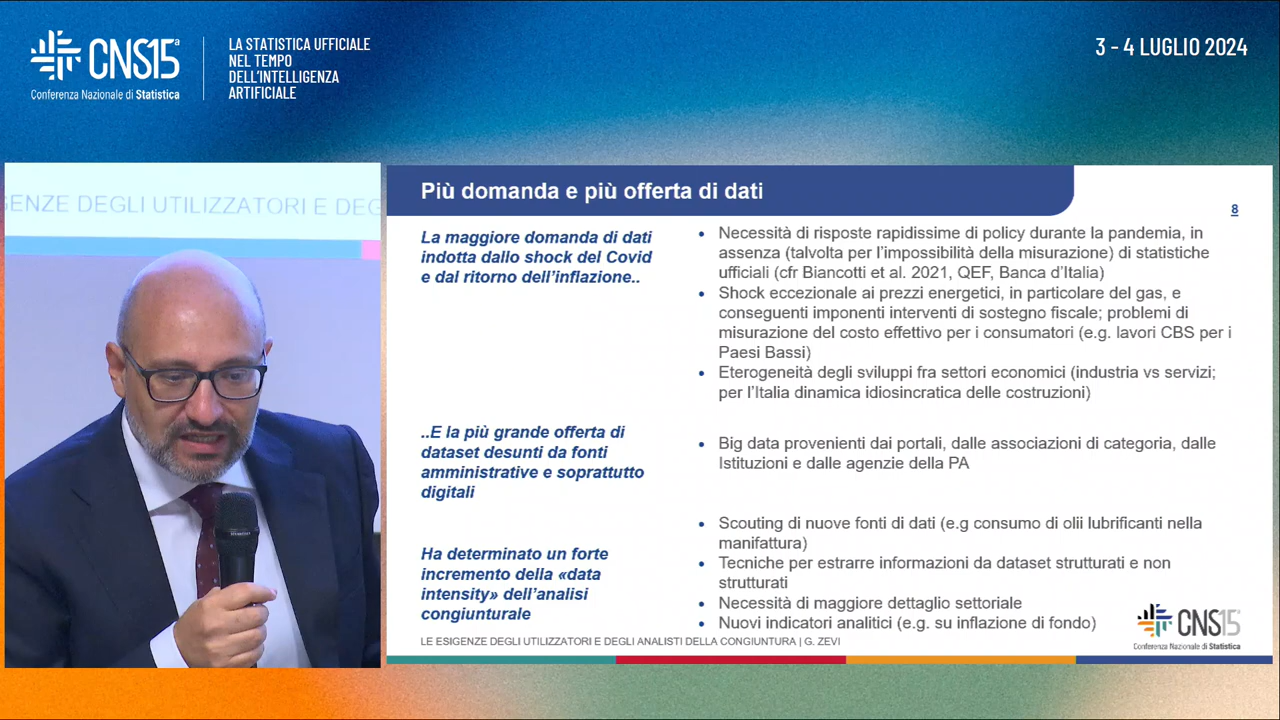 CNS15ª
Conferenza Nazionale di Statistica
LA STATISTICA UFFICIALE
NEL TEMPO
DELL'INTELLIGENZA
ARTIFICIALE
3 - 4 LUGLIO 2024
GENZE DEGLI UTILIZZATORI E DEG
Più domanda e più offerta di dati
8
La maggiore domanda di dati
indotta dallo shock del Covid
e dal ritorno dell'inflazione..
• Necessità di risposte rapidissime di policy durante la pandemia, in
assenza (talvolta per l'impossibilità della misurazione) di statistiche
ufficiali (cfr Biancotti et al. 2021, QEF, Banca d'Italia)
• Shock eccezionale ai prezzi energetici, in particolare del gas, e
conseguenti imponenti interventi di sostegno fiscale; problemi di
misurazione del costo effettivo per i consumatori (e.g. lavori CBS per i
Paesi Bassi)
• Eterogeneità degli sviluppi fra settori economici (industria vs servizi;
per l'Italia dinamica idiosincratica delle costruzioni)
..E la più grande offerta di
dataset desunti da fonti
amministrative e soprattutto
digitali
• Big data provenienti dai portali, dalle associazioni di categoria, dalle
Istituzioni e dalle agenzie della PA
Ha determinato un forte
incremento della «data
intensity» dell'analisi
congiunturale
• Scouting di nuove fonti di dati (e.g consumo di olii lubrificanti nella
manifattura)
• Tecniche per estrarre informazioni da dataset strutturati e non
strutturati
• Necessità di maggiore dettaglio settoriale
• Nuovi indicatori analitici (e.g. su inflazione di fondo)
LE ESIGENZE DEGLI UTILIZZATORI E DEGLI ANALISTI DELLA CONGIUNTURA | G. ZEVI
CNS15ª
Conferenza Nazionale di Statistica